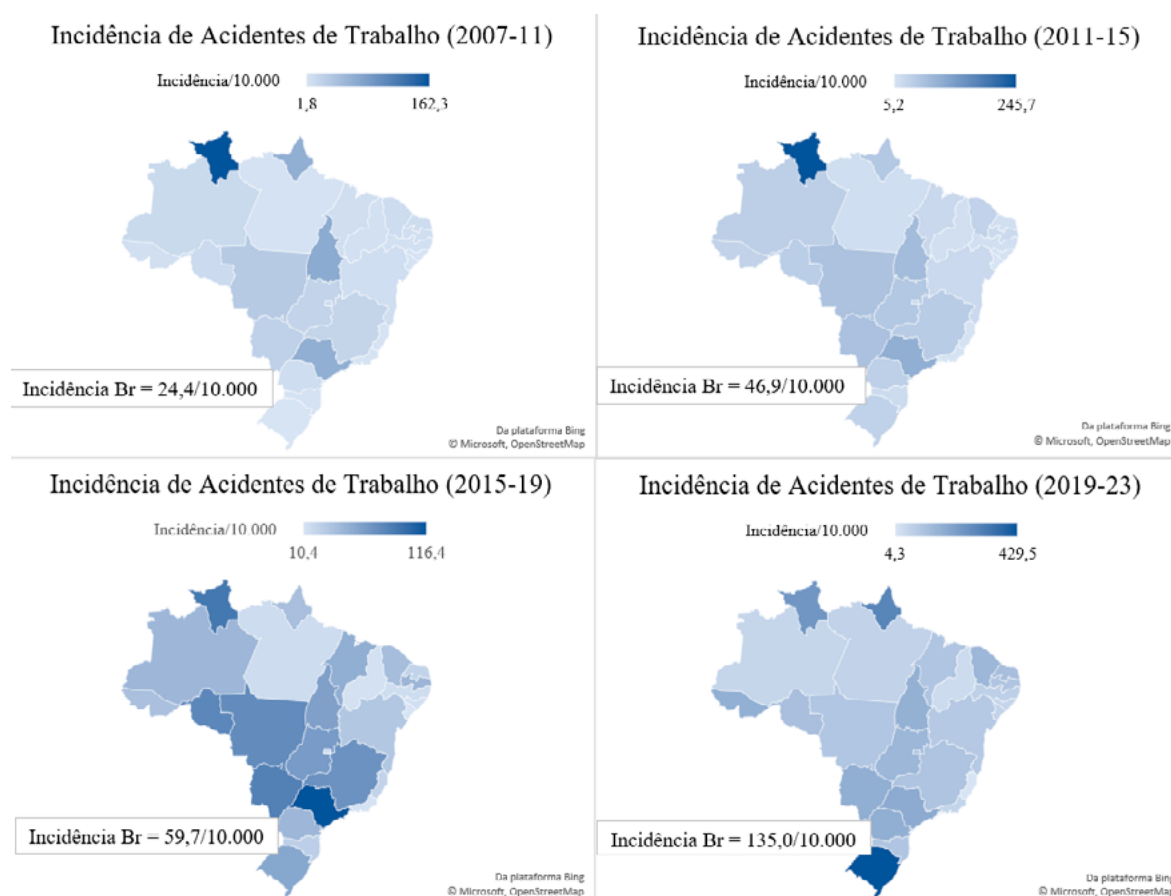 Incidência de Acidentes de Trabalho (2007-11)
Incidência/10.000
1,8 162,3
Incidência Br = 24,4/10.000
Da plataforma Bing
© Microsoft, OpenStreetMap
Incidência de Acidentes de Trabalho (2011-15)
Incidência/10.000
5,2 245,7
Incidência Br = 46,9/10.000
Da plataforma Bing
© Microsoft, OpenStreetMap
Incidência de Acidentes de Trabalho (2015-19)
Incidência/10.000
10,4 116,4
Incidência Br = 59,7/10.000
Da plataforma Bing
© Microsoft, OpenStreetMap
Incidência de Acidentes de Trabalho (2019-23)
Incidência/10.000
4,3 429,5
Incidência Br = 135,0/10.000
Da plataforma Bing
© Microsoft, OpenStreetMap